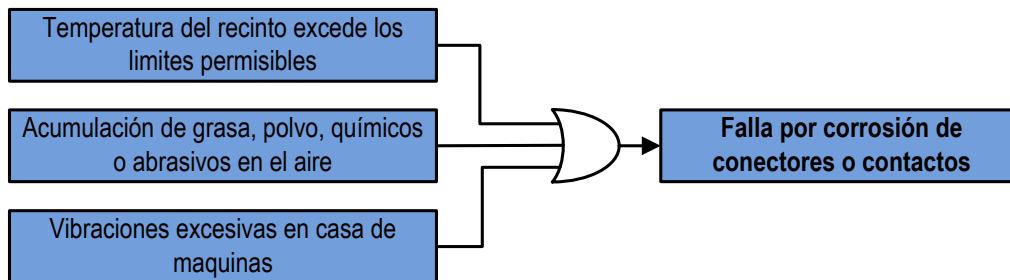 Temperatura del recinto excede los
limites permisibles
Acumulación de grasa, polvo, químicos
o abrasivos en el aire
Vibraciones excesivas en casa de
maquinas
Falla por corrosión de
conectores o contactos